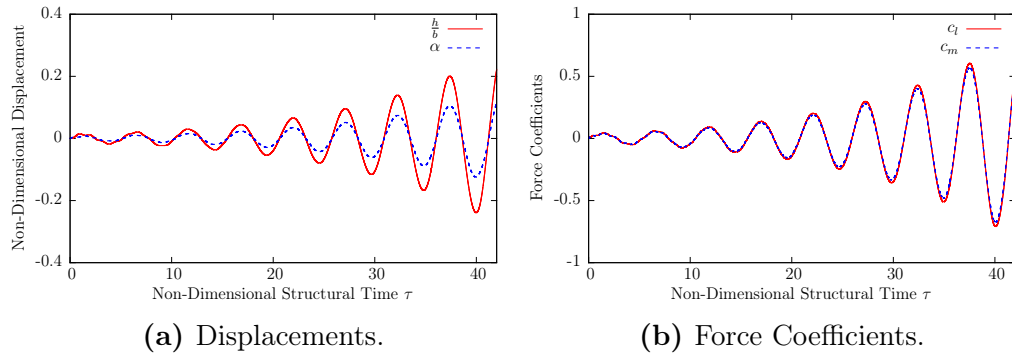 0.4
0.2
0
-0.2
-0.4
Non-Dimensional Displacement
h/b
α
0 10 20 30 40
Non-Dimensional Structural Time τ
(a) Displacements.
1
0.5
0
-0.5
-1
Force Coefficients
c_l
c_m
0 10 20 30 40
Non-Dimensional Structural Time τ
(b) Force Coefficients.